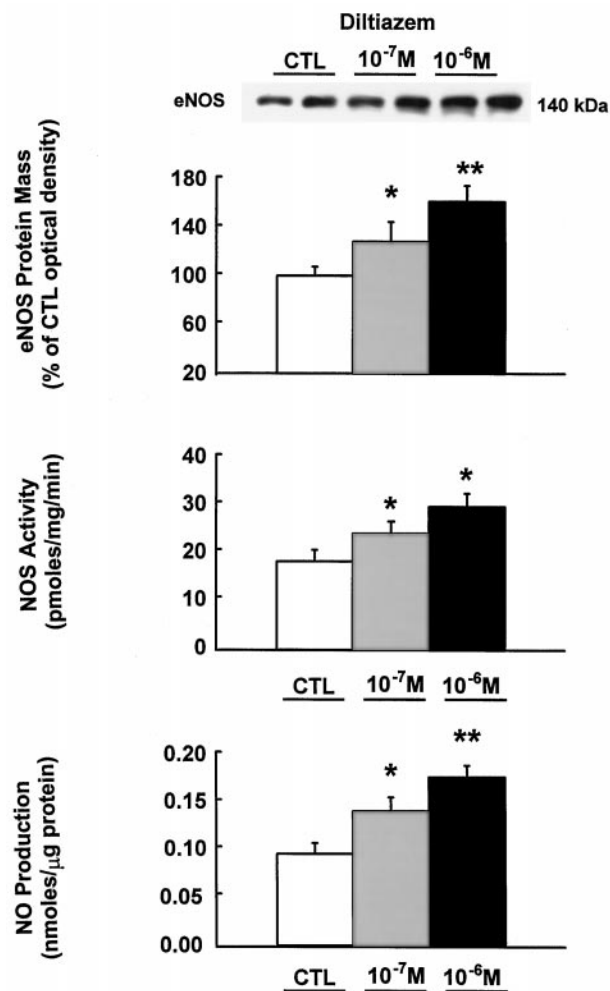 Diltiazem
CTL 10⁻⁷M 10⁻⁶M
eNOS 140 kDa
eNOS Protein Mass
(% of CTL optical density)
180
140
100
60
20
* **
NOS Activity
(pmoles/mg/min)
40
30
20
10
0
* *
CTL 10⁻⁷M 10⁻⁶M
NO Production
(nmoles/μg protein)
0.20
0.15
0.10
0.05
0.00
* **
CTL 10⁻⁷M 10⁻⁶M